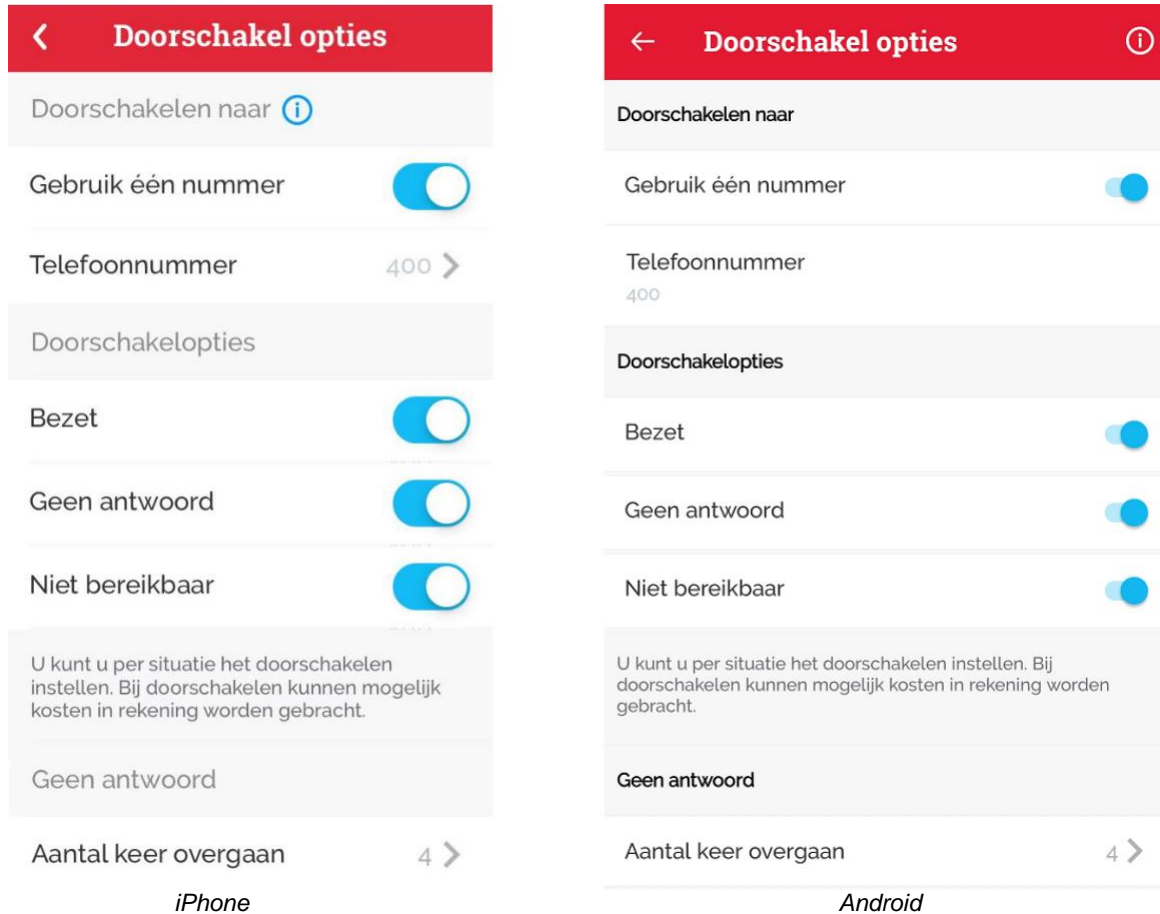 Doorschakel opties
Doorschakelen naar
Gebruik één nummer
Telefoonnummer 400
Doorschakelopties
Bezet
Geen antwoord
Niet bereikbaar
U kunt u per situatie het doorschakelen
instellen. Bij doorschakelen kunnen mogelijk
kosten in rekening worden gebracht.
Geen antwoord
Aantal keer overgaan 4
iPhone
Doorschakel opties
Doorschakelen naar
Gebruik één nummer
Telefoonnummer
400
Doorschakelopties
Bezet
Geen antwoord
Niet bereikbaar
U kunt u per situatie het doorschakelen instellen. Bij
doorschakelen kunnen mogelijk kosten in rekening worden
gebracht.
Geen antwoord
Aantal keer overgaan 4
Android